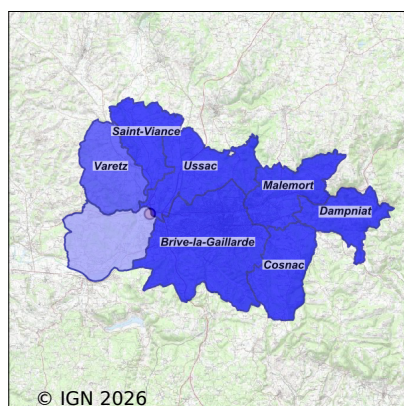 Saint-Viance
Varetz
Ussac
Malemort
Dampniat
Brive-la-Gaillarde
Cosnac
© IGN 2026